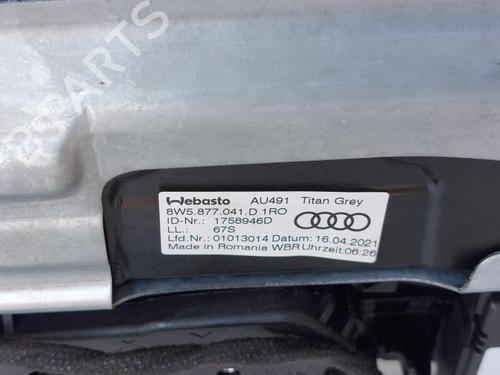 B-PARTS
Webasto AU491 Titan Grey
8W5.877.041.D 1RO
ID-Nr.: 1758946D
LL.: 67S
Lfd.Nr.: 01013014 Datum: 16.04.2021
Made in Romania WBR Uhrzeit:06:26